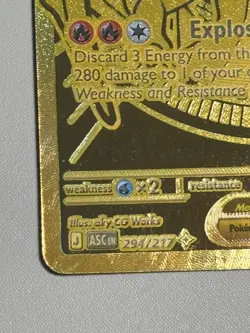 Explos
Discard 3 Energy from th
280 damage to 1 of your
Weakness and Resistance
weakness ×2 resistance
Illus. aky CG Works
J ASC EN 294/217
Poké